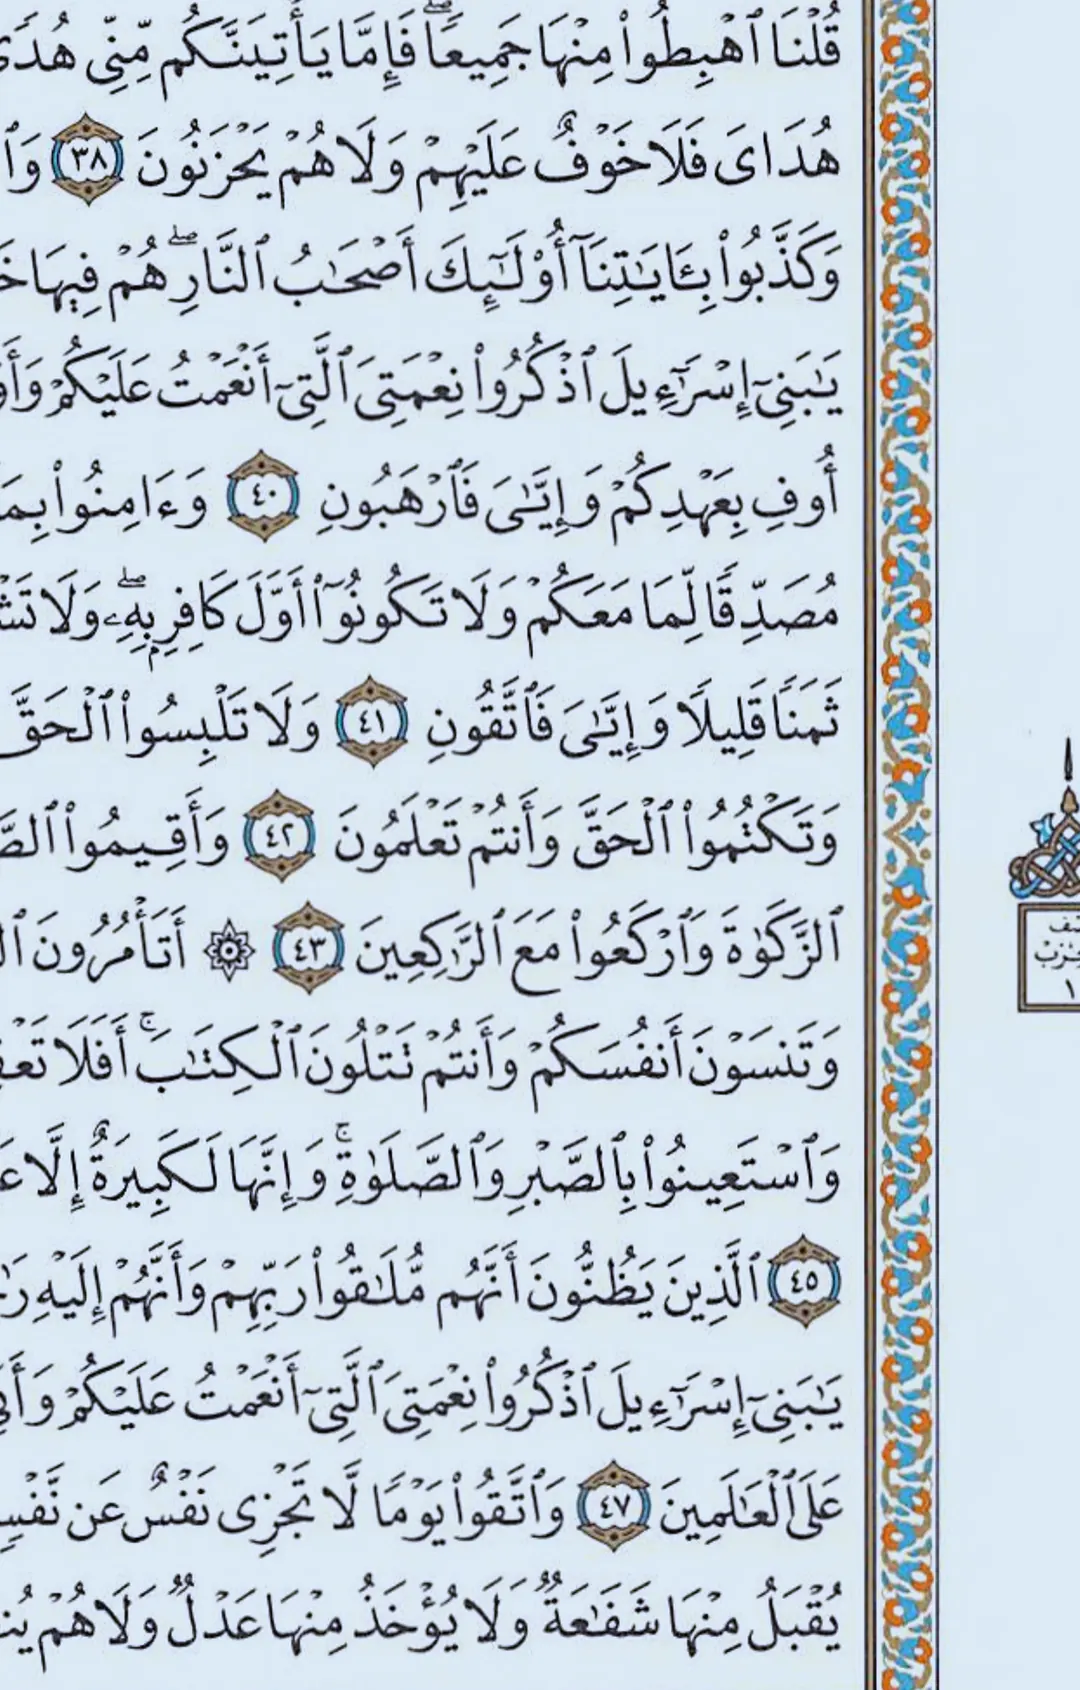 قُلْنَا ٱهْبِطُوا۟ مِنْهَا جَمِيعًۭا ۖ فَإِمَّا يَأْتِيَنَّكُم مِّنِّى هُدًۭى
هُدَاىَ فَلَا خَوْفٌ عَلَيْهِمْ وَلَا هُمْ يَحْزَنُونَ ٣٨
وَكَذَّبُوا۟ بِـَٔايَـٰتِنَآ أُو۟لَـٰٓئِكَ أَصْحَـٰبُ ٱلنَّارِ ۖ هُمْ فِيهَا
يَـٰبَنِىٓ إِسْرَٰٓءِيلَ ٱذْكُرُوا۟ نِعْمَتِىَ ٱلَّتِىٓ أَنْعَمْتُ عَلَيْكُمْ
أُوفِ بِعَهْدِكُمْ وَإِيَّـٰىَ فَٱرْهَبُونِ ٤٠ وَءَامِنُوا۟
مُصَدِّقًۭا لِّمَا مَعَكُمْ وَلَا تَكُونُوٓا۟ أَوَّلَ كَافِرٍۭ بِهِۦ ۖ وَلَا
ثَمَنًۭا قَلِيلًۭا وَإِيَّـٰىَ فَٱتَّقُونِ ٤١ وَلَا تَلْبِسُوا۟ ٱلْحَقَّ
وَتَكْتُمُوا۟ ٱلْحَقَّ وَأَنتُمْ تَعْلَمُونَ ٤٢ وَأَقِيمُوا۟
ٱلزَّكَوٰةَ وَٱرْكَعُوا۟ مَعَ ٱلرَّٰكِعِينَ ٤٣ ۞ أَتَأْمُرُونَ
وَتَنسَوْنَ أَنفُسَكُمْ وَأَنتُمْ تَتْلُونَ ٱلْكِتَـٰبَ ۚ أَفَلَا
وَٱسْتَعِينُوا۟ بِٱلصَّبْرِ وَٱلصَّلَوٰةِ ۚ وَإِنَّهَا لَكَبِيرَةٌ إِلَّا
٤٥ ٱلَّذِينَ يَظُنُّونَ أَنَّهُم مُّلَـٰقُوا۟ رَبِّهِمْ وَأَنَّهُمْ إِلَيْهِ
يَـٰبَنِىٓ إِسْرَٰٓءِيلَ ٱذْكُرُوا۟ نِعْمَتِىَ ٱلَّتِىٓ أَنْعَمْتُ عَلَيْكُمْ
عَلَى ٱلْعَـٰلَمِينَ ٤٧ وَٱتَّقُوا۟ يَوْمًۭا لَّا تَجْزِى نَفْسٌ عَن نَّفْسٍۢ
يُقْبَلُ مِنْهَا شَفَـٰعَةٌۭ وَلَا يُؤْخَذُ مِنْهَا عَدْلٌۭ وَلَا هُمْ
١